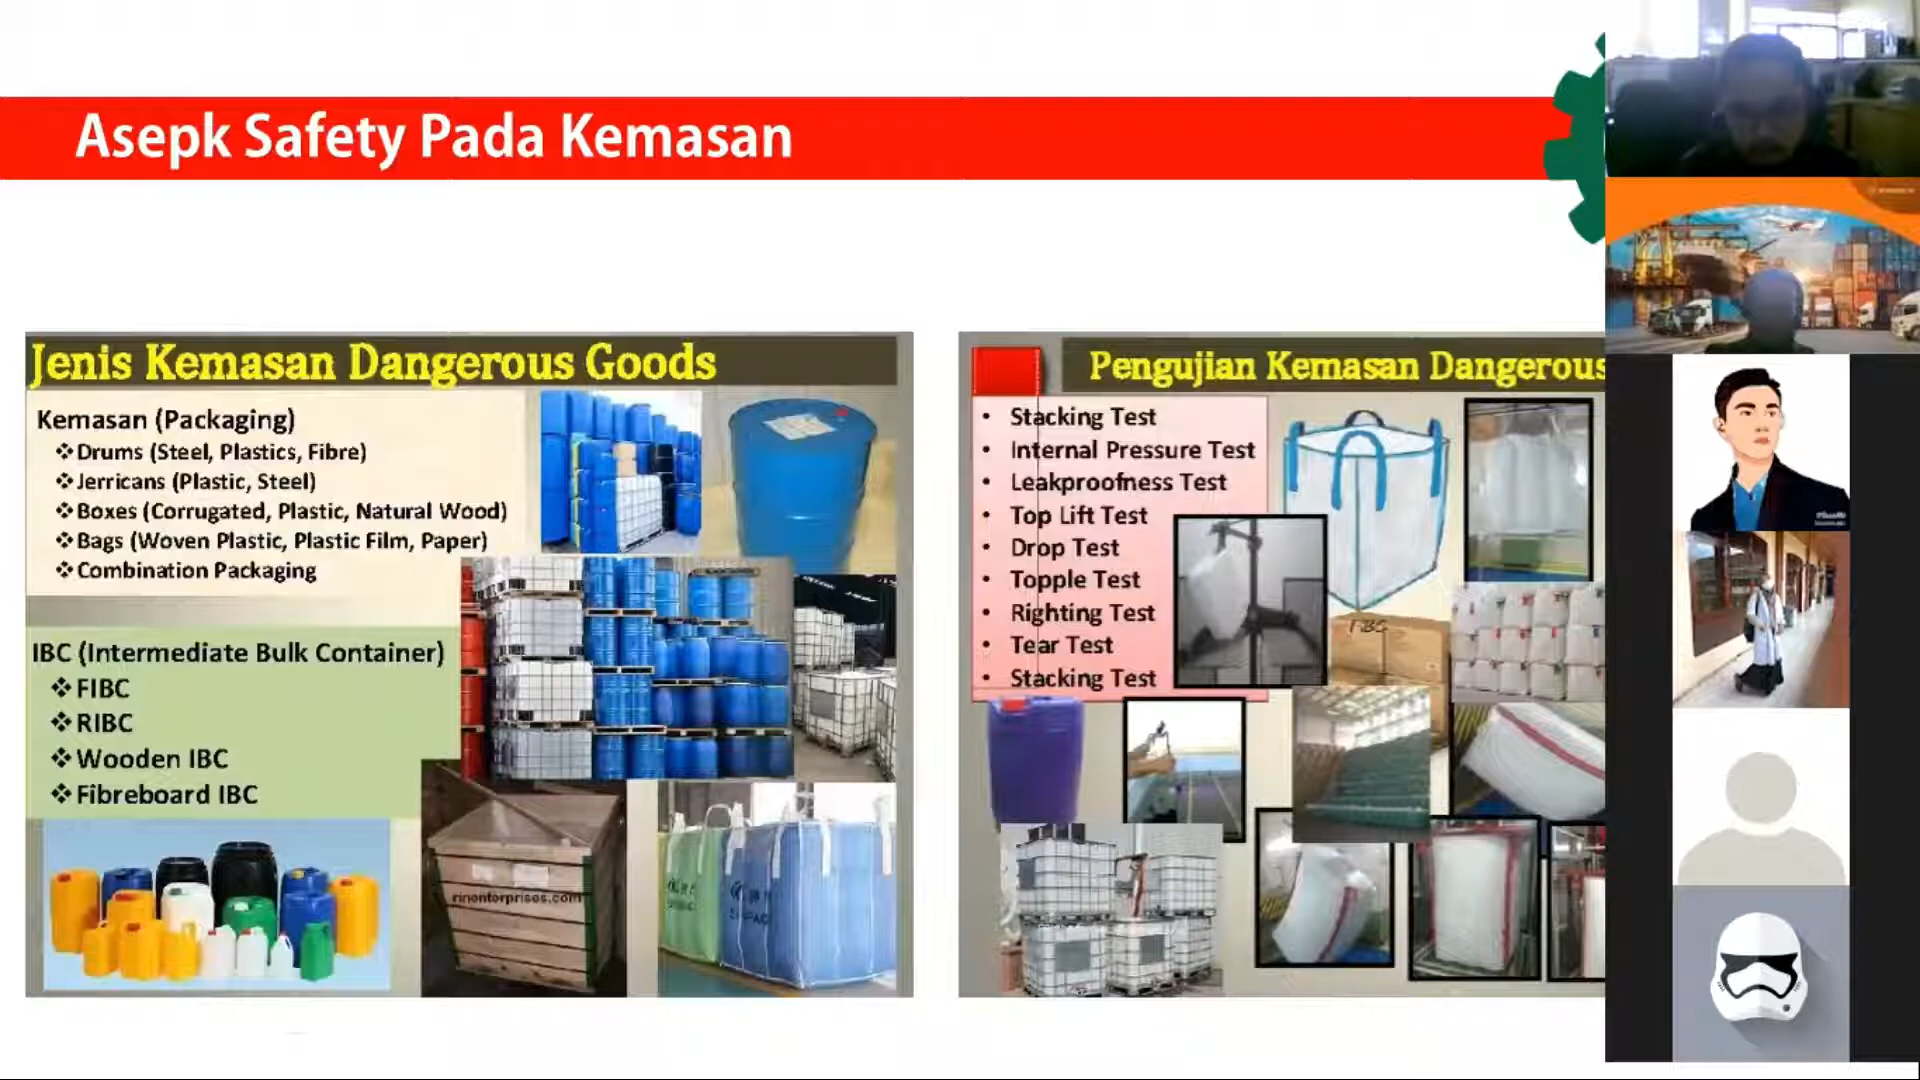 Asepk Safety Pada Kemasan
Jenis Kemasan Dangerous Goods
Kemasan (Packaging)
❖Drums (Steel, Plastics, Fibre)
❖Jerricans (Plastic, Steel)
❖Boxes (Corrugated, Plastic, Natural Wood)
❖Bags (Woven Plastic, Plastic Film, Paper)
❖Combination Packaging
IBC (Intermediate Bulk Container)
❖FIBC
❖RIBC
❖Wooden IBC
❖Fibreboard IBC
Pengujian Kemasan Dangerous
• Stacking Test
• Internal Pressure Test
• Leakproofness Test
• Top Lift Test
• Drop Test
• Topple Test
• Righting Test
• Tear Test
• Stacking Test
FIBC